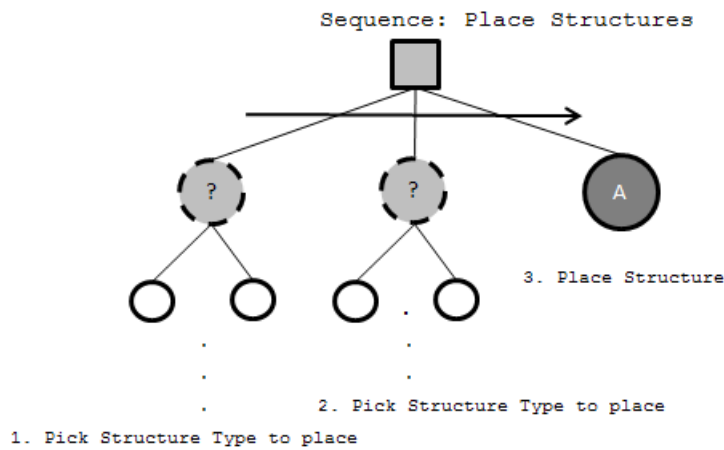 Sequence: Place Structures
?
?
A
3. Place Structure
2. Pick Structure Type to place
1. Pick Structure Type to place